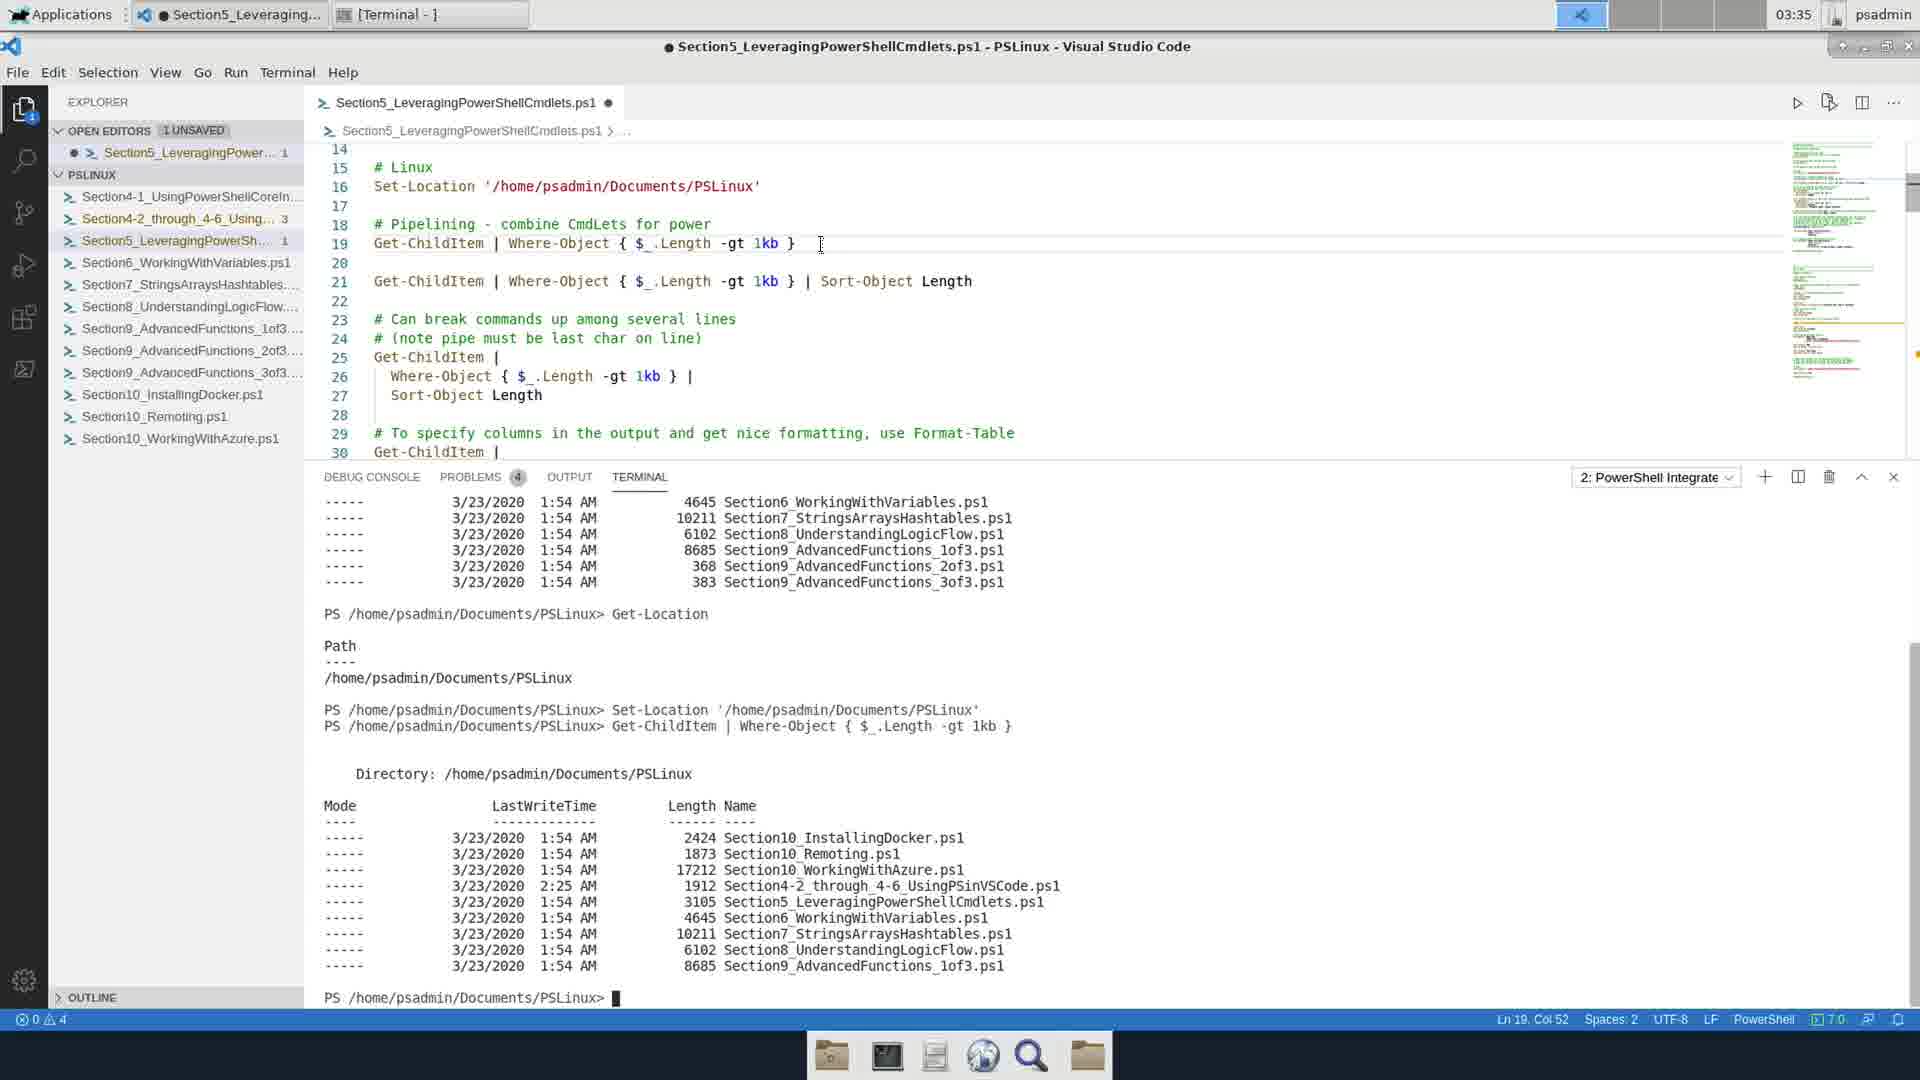 Applications
● Section5_Leveraging...
[Terminal - ]
03:35
psadmin
● Section5_LeveragingPowerShellCmdlets.ps1 - PSLinux - Visual Studio Code
File Edit Selection View Go Run Terminal Help
EXPLORER
OPEN EDITORS 1 UNSAVED
Section5_LeveragingPower... 1
PSLINUX
Section4-1_UsingPowerShellCoreIn...
Section4-2_through_4-6_Using... 3
Section5_LeveragingPowerSh... 1
Section6_WorkingWithVariables.ps1
Section7_StringsArraysHashtables....
Section8_UnderstandingLogicFlow....
Section9_AdvancedFunctions_1of3....
Section9_AdvancedFunctions_2of3....
Section9_AdvancedFunctions_3of3....
Section10_InstallingDocker.ps1
Section10_Remoting.ps1
Section10_WorkingWithAzure.ps1
OUTLINE
Section5_LeveragingPowerShellCmdlets.ps1 ●
Section5_LeveragingPowerShellCmdlets.ps1 > ...
14
15 # Linux
16 Set-Location '/home/psadmin/Documents/PSLinux'
17
18 # Pipelining - combine CmdLets for power
19 Get-ChildItem | Where-Object { $_.Length -gt 1kb }
20
21 Get-ChildItem | Where-Object { $_.Length -gt 1kb } | Sort-Object Length
22
23 # Can break commands up among several lines
24 # (note pipe must be last char on line)
25 Get-ChildItem |
26 Where-Object { $_.Length -gt 1kb } |
27 Sort-Object Length
28
29 # To specify columns in the output and get nice formatting, use Format-Table
30 Get-ChildItem |
DEBUG CONSOLE PROBLEMS 4 OUTPUT TERMINAL
2: PowerShell Integrate
----- 3/23/2020 1:54 AM 4645 Section6_WorkingWithVariables.ps1
----- 3/23/2020 1:54 AM 10211 Section7_StringsArraysHashtables.ps1
----- 3/23/2020 1:54 AM 6102 Section8_UnderstandingLogicFlow.ps1
----- 3/23/2020 1:54 AM 8685 Section9_AdvancedFunctions_1of3.ps1
----- 3/23/2020 1:54 AM 368 Section9_AdvancedFunctions_2of3.ps1
----- 3/23/2020 1:54 AM 383 Section9_AdvancedFunctions_3of3.ps1
PS /home/psadmin/Documents/PSLinux> Get-Location
Path
----
/home/psadmin/Documents/PSLinux
PS /home/psadmin/Documents/PSLinux> Set-Location '/home/psadmin/Documents/PSLinux'
PS /home/psadmin/Documents/PSLinux> Get-ChildItem | Where-Object { $_.Length -gt 1kb }
Directory: /home/psadmin/Documents/PSLinux
Mode LastWriteTime Length Name
---- ------------- ------ ----
----- 3/23/2020 1:54 AM 2424 Section10_InstallingDocker.ps1
----- 3/23/2020 1:54 AM 1873 Section10_Remoting.ps1
----- 3/23/2020 1:54 AM 17212 Section10_WorkingWithAzure.ps1
----- 3/23/2020 2:25 AM 1912 Section4-2_through_4-6_UsingPSinVSCode.ps1
----- 3/23/2020 1:54 AM 3105 Section5_LeveragingPowerShellCmdlets.ps1
----- 3/23/2020 1:54 AM 4645 Section6_WorkingWithVariables.ps1
----- 3/23/2020 1:54 AM 10211 Section7_StringsArraysHashtables.ps1
----- 3/23/2020 1:54 AM 6102 Section8_UnderstandingLogicFlow.ps1
----- 3/23/2020 1:54 AM 8685 Section9_AdvancedFunctions_1of3.ps1
PS /home/psadmin/Documents/PSLinux>
0 4
Ln 19, Col 52 Spaces: 2 UTF-8 LF PowerShell 7.0